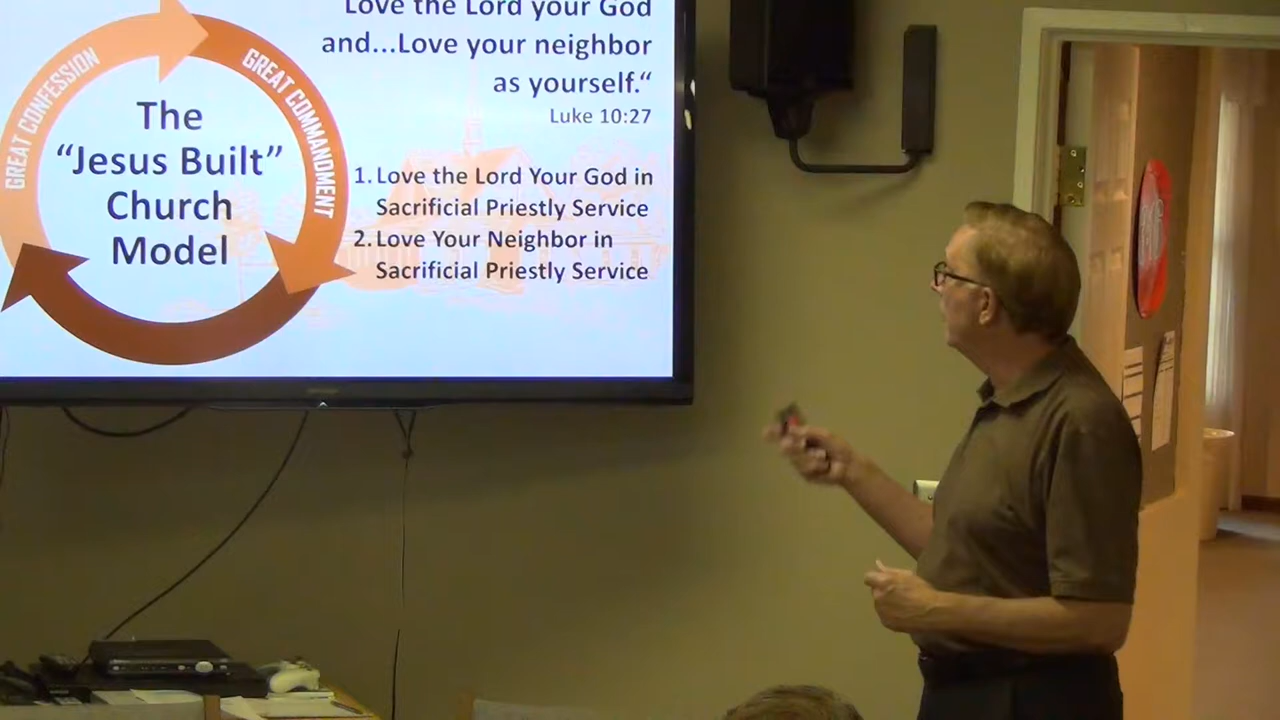 Love the Lord your God
and...Love your neighbor
as yourself."
Luke 10:27
GREAT CONFESSION
GREAT COMMANDMENT
The
"Jesus Built"
Church
Model
1. Love the Lord Your God in
Sacrificial Priestly Service
2. Love Your Neighbor in
Sacrificial Priestly Service